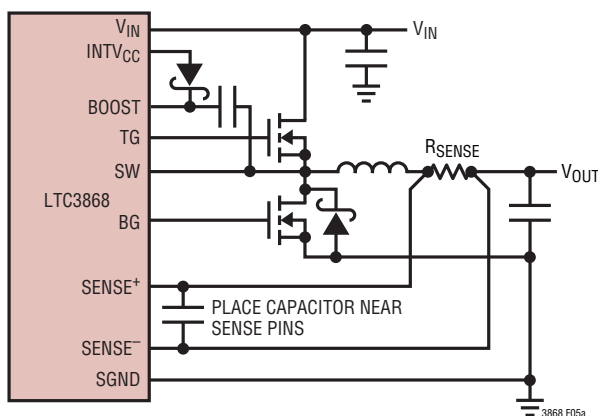 VIN
VIN
INTVCC
BOOST
TG
RSENSE
SW
VOUT
LTC3868
BG
SENSE+
PLACE CAPACITOR NEAR
SENSE PINS
SENSE–
SGND
3868 F05a